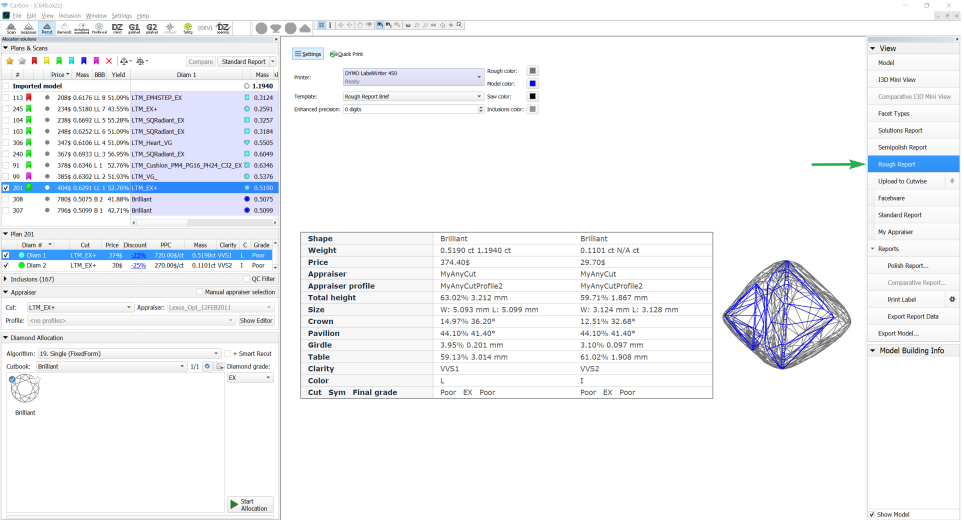 Carbon - [C648.ox2z]
File Edit View Inclusion Window Settings Help
Scan Inclusions Recut diamonds Allocated Polished DZ G1 G2 Tallsy (DEV) DZ
Allocation solutions
Plans & Scans
Compare Standard Report
# Price Mass BBB Yield Diam 1 Mass
Imported model 1.1940
113 208$ 0.6176 LL 8 51.09% LTM_EM4STEP_EX 0.3124
245 234$ 0.5180 LL 7 43.55% LTM_EX+ 0.2591
104 238$ 0.6692 LL 5 55.28% LTM_SQRadiant_EX 0.3257
103 248$ 0.6252 LL 6 51.09% LTM_SQRadiant_EX 0.3184
306 347$ 0.6106 LL 4 51.09% LTM_Heart_VG 0.5505
240 367$ 0.6933 LL 3 56.95% LTM_SQRadiant_EX 0.6049
91 378$ 0.6346 L 1 52.76% LTM_Cushion_PM4_PG16_PH24_C32_EX 0.6346
99 385$ 0.6302 LL 2 51.93% LTM_VG_ 0.5376
201 404$ 0.6291 LL 1 52.76% LTM_EX+ 0.5190
308 780$ 0.5075 B 2 41.88% Brilliant 0.5075
307 796$ 0.5099 B 1 42.71% Brilliant 0.5099
Plan 201
Diam # Cut Price Discount PPC Mass Clarity C Grade
Diam 1 LTM_EX+ 374$ -25% 720.00$/ct 0.5190ct VVS1 L Poor
Diam 2 LTM_EX+ 30$ -25% 270.00$/ct 0.1101ct VVS2 I Poor
Inclusions (167) QC Filter
Appraiser Manual appraiser selection
Cut: LTM_EX+ Appraiser: Lexus_Opt_12FEB2011
Profile: <no profiles> Show Editor
Diamond Allocation
Algorithm: 19. Single (FixedForm) + Smart Recut
Cutbook: Brilliant 1/1 Diamond grade:
EX
Brilliant
Start
Allocation
Settings Quick Print
Printer: DYMO LabelWriter 450
Ready
Template: Rough Report Brief
Enhanced precision: 0 digits
Rough color:
Model color:
Saw color:
Inclusions color:
Shape Brilliant Brilliant
Weight 0.5190 ct 1.1940 ct 0.1101 ct N/A ct
Price 374.40$ 29.70$
Appraiser MyAnyCut MyAnyCut
Appraiser profile MyAnyCutProfile2 MyAnyCutProfile2
Total height 63.02% 3.212 mm 59.71% 1.867 mm
Size W: 5.093 mm L: 5.099 mm W: 3.124 mm L: 3.128 mm
Crown 14.97% 36.20° 12.51% 32.68°
Pavilion 44.10% 41.40° 44.10% 41.40°
Girdle 3.95% 0.201 mm 3.10% 0.097 mm
Table 59.13% 3.014 mm 61.02% 1.908 mm
Clarity VVS1 VVS2
Color L I
Cut Sym Final grade Poor EX Poor Poor EX Poor
View
Model
I3D Mini View
Comparative I3D Mini View
Facet Types
Solutions Report
Semipolish Report
Rough Report
Upload to Cutwise
Facetware
Standard Report
My Appraiser
Reports
Polish Report...
Comparative Report...
Print Label
Export Report Data
Export Model...
Model Building Info
Show Model